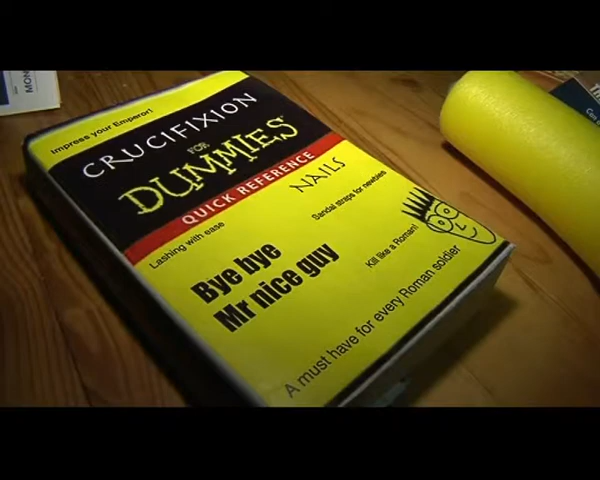 MON
Impress your Emperor!
CRUCIFIXION
FOR
DUMMIES
QUICK REFERENCE
NAILS
Lashing with ease
Sandal straps for newbies
Bye bye
Mr nice guy
Kill like a Roman!
A must have for every Roman soldier